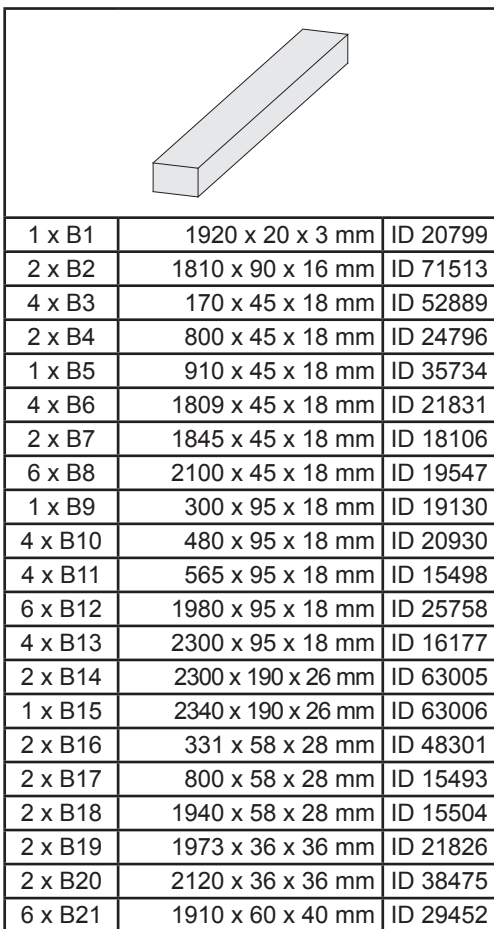 1 x B1 1920 x 20 x 3 mm ID 20799
2 x B2 1810 x 90 x 16 mm ID 71513
4 x B3 170 x 45 x 18 mm ID 52889
2 x B4 800 x 45 x 18 mm ID 24796
1 x B5 910 x 45 x 18 mm ID 35734
4 x B6 1809 x 45 x 18 mm ID 21831
2 x B7 1845 x 45 x 18 mm ID 18106
6 x B8 2100 x 45 x 18 mm ID 19547
1 x B9 300 x 95 x 18 mm ID 19130
4 x B10 480 x 95 x 18 mm ID 20930
4 x B11 565 x 95 x 18 mm ID 15498
6 x B12 1980 x 95 x 18 mm ID 25758
4 x B13 2300 x 95 x 18 mm ID 16177
2 x B14 2300 x 190 x 26 mm ID 63005
1 x B15 2340 x 190 x 26 mm ID 63006
2 x B16 331 x 58 x 28 mm ID 48301
2 x B17 800 x 58 x 28 mm ID 15493
2 x B18 1940 x 58 x 28 mm ID 15504
2 x B19 1973 x 36 x 36 mm ID 21826
2 x B20 2120 x 36 x 36 mm ID 38475
6 x B21 1910 x 60 x 40 mm ID 29452